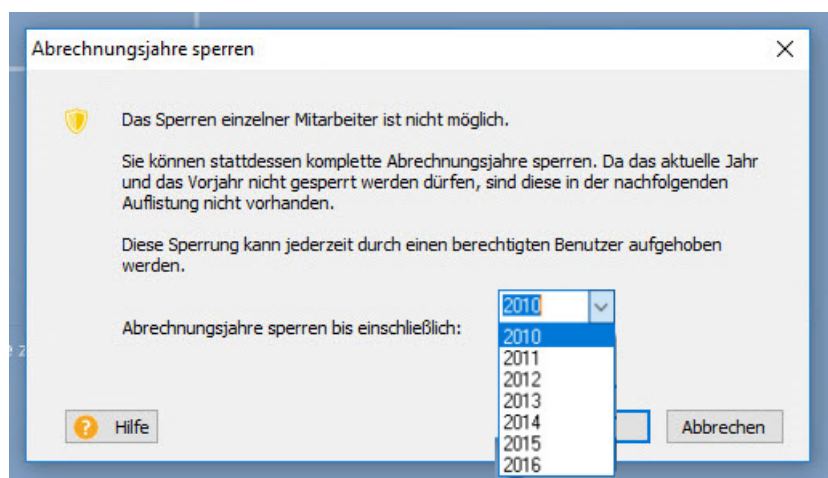 Abrechnungsjahre sperren
Das Sperren einzelner Mitarbeiter ist nicht möglich.
Sie können stattdessen komplette Abrechnungsjahre sperren. Da das aktuelle Jahr
und das Vorjahr nicht gesperrt werden dürfen, sind diese in der nachfolgenden
Auflistung nicht vorhanden.
Diese Sperrung kann jederzeit durch einen berechtigten Benutzer aufgehoben
werden.
Abrechnungsjahre sperren bis einschließlich:
2010
2010
2011
2012
2013
2014
2015
2016
? Hilfe
Abbrechen